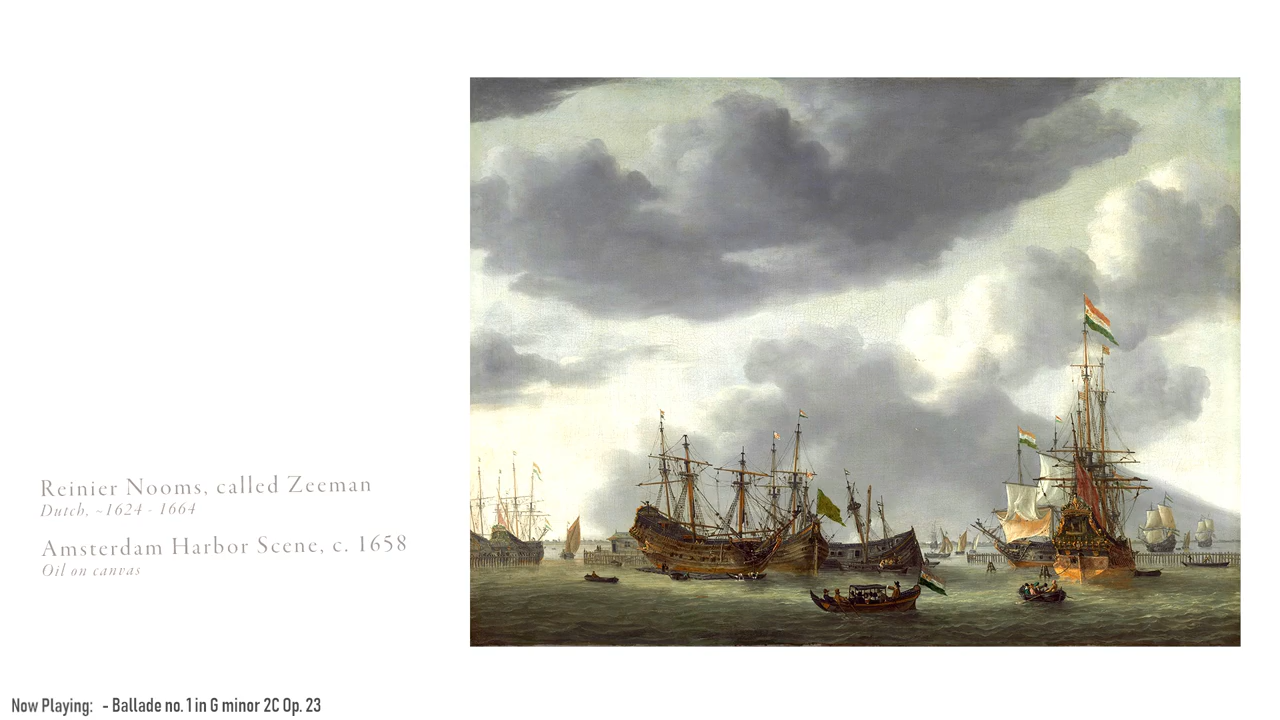 Reinier Nooms, called Zeeman
Dutch, ~1624 - 1664
Amsterdam Harbor Scene, c. 1658
Oil on canvas
Now Playing: - Ballade no. 1 in G minor 2C Op. 23